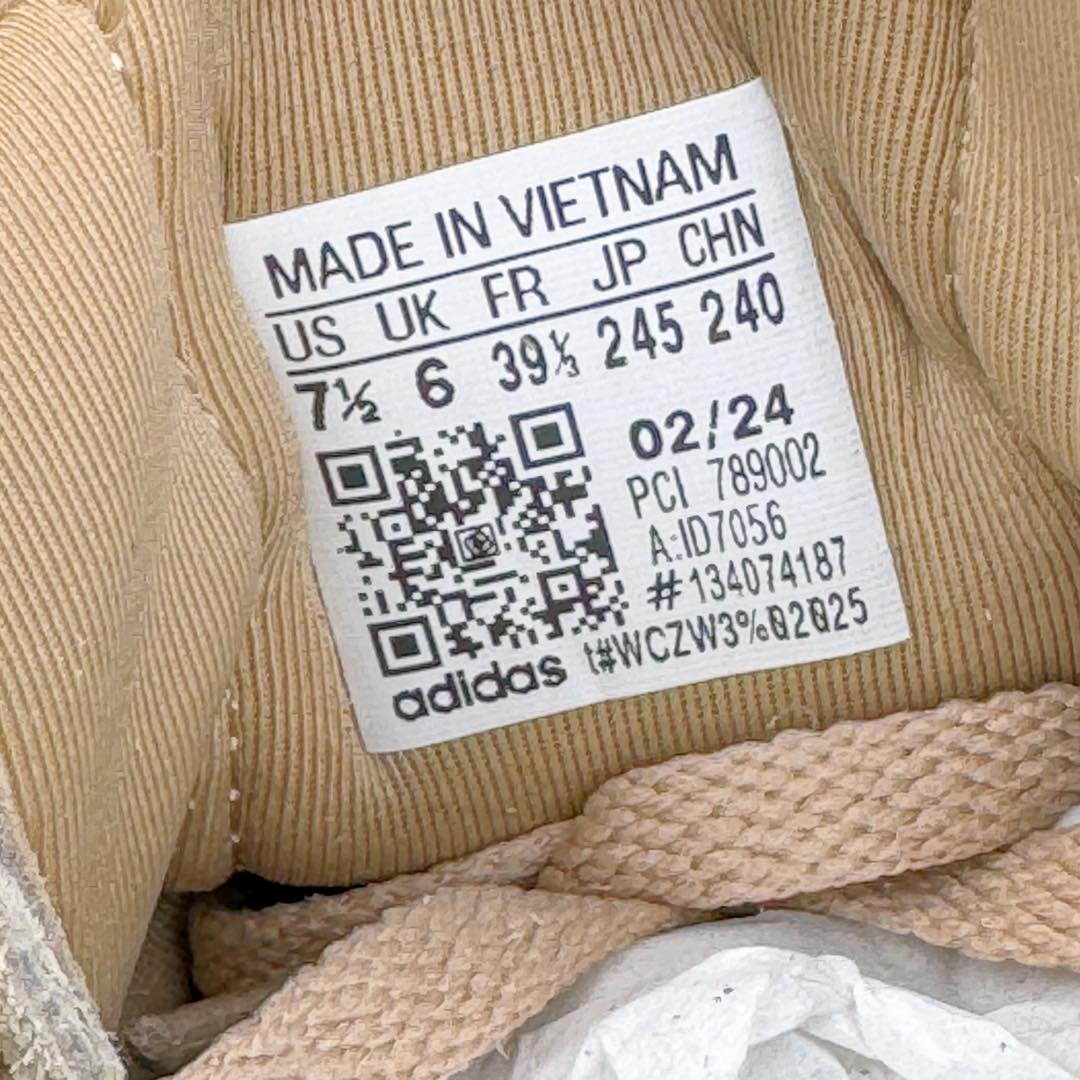 MADE IN VIETNAM
US UK FR JP CHN
7½ 6 39⅓ 245 240
02/24
PCI 789002
A:ID7056
#134074187
adidas t#WCZW3%Q2Q25